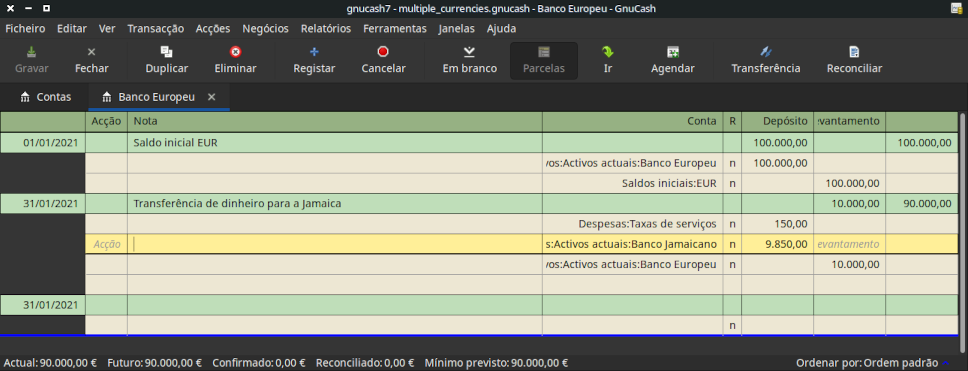 gnucash7 - multiple_currencies.gnucash - Banco Europeu - GnuCash
Ficheiro Editar Ver Transacção Acções Negócios Relatórios Ferramentas Janelas Ajuda
Gravar Fechar Duplicar Eliminar Registar Cancelar Em branco Parcelas Ir Agendar Transferência Reconciliar
Contas Banco Europeu
Acção Nota Conta R Depósito evantamento
01/01/2021 Saldo inicial EUR 100.000,00 100.000,00
vos:Activos actuais:Banco Europeu n 100.000,00
Saldos iniciais:EUR n 100.000,00
31/01/2021 Transferência de dinheiro para a Jamaica 10.000,00 90.000,00
Despesas:Taxas de serviços n 150,00
Acção s:Activos actuais:Banco Jamaicano n 9.850,00 evantamento
vos:Activos actuais:Banco Europeu n 10.000,00
31/01/2021
n
Actual: 90.000,00 € Futuro: 90.000,00 € Confirmado: 0,00 € Reconciliado: 0,00 € Mínimo previsto: 90.000,00 € Ordenar por: Ordem padrão